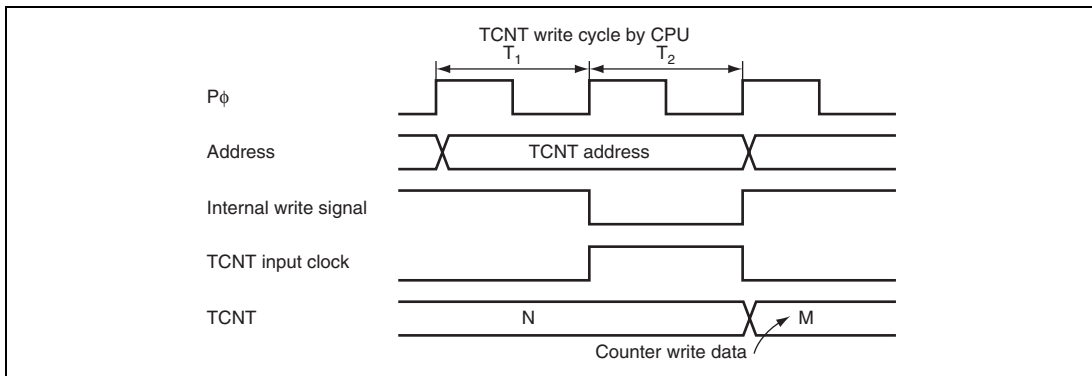 TCNT write cycle by CPU
T1 T2
Pϕ
Address TCNT address
Internal write signal
TCNT input clock
TCNT N M
Counter write data